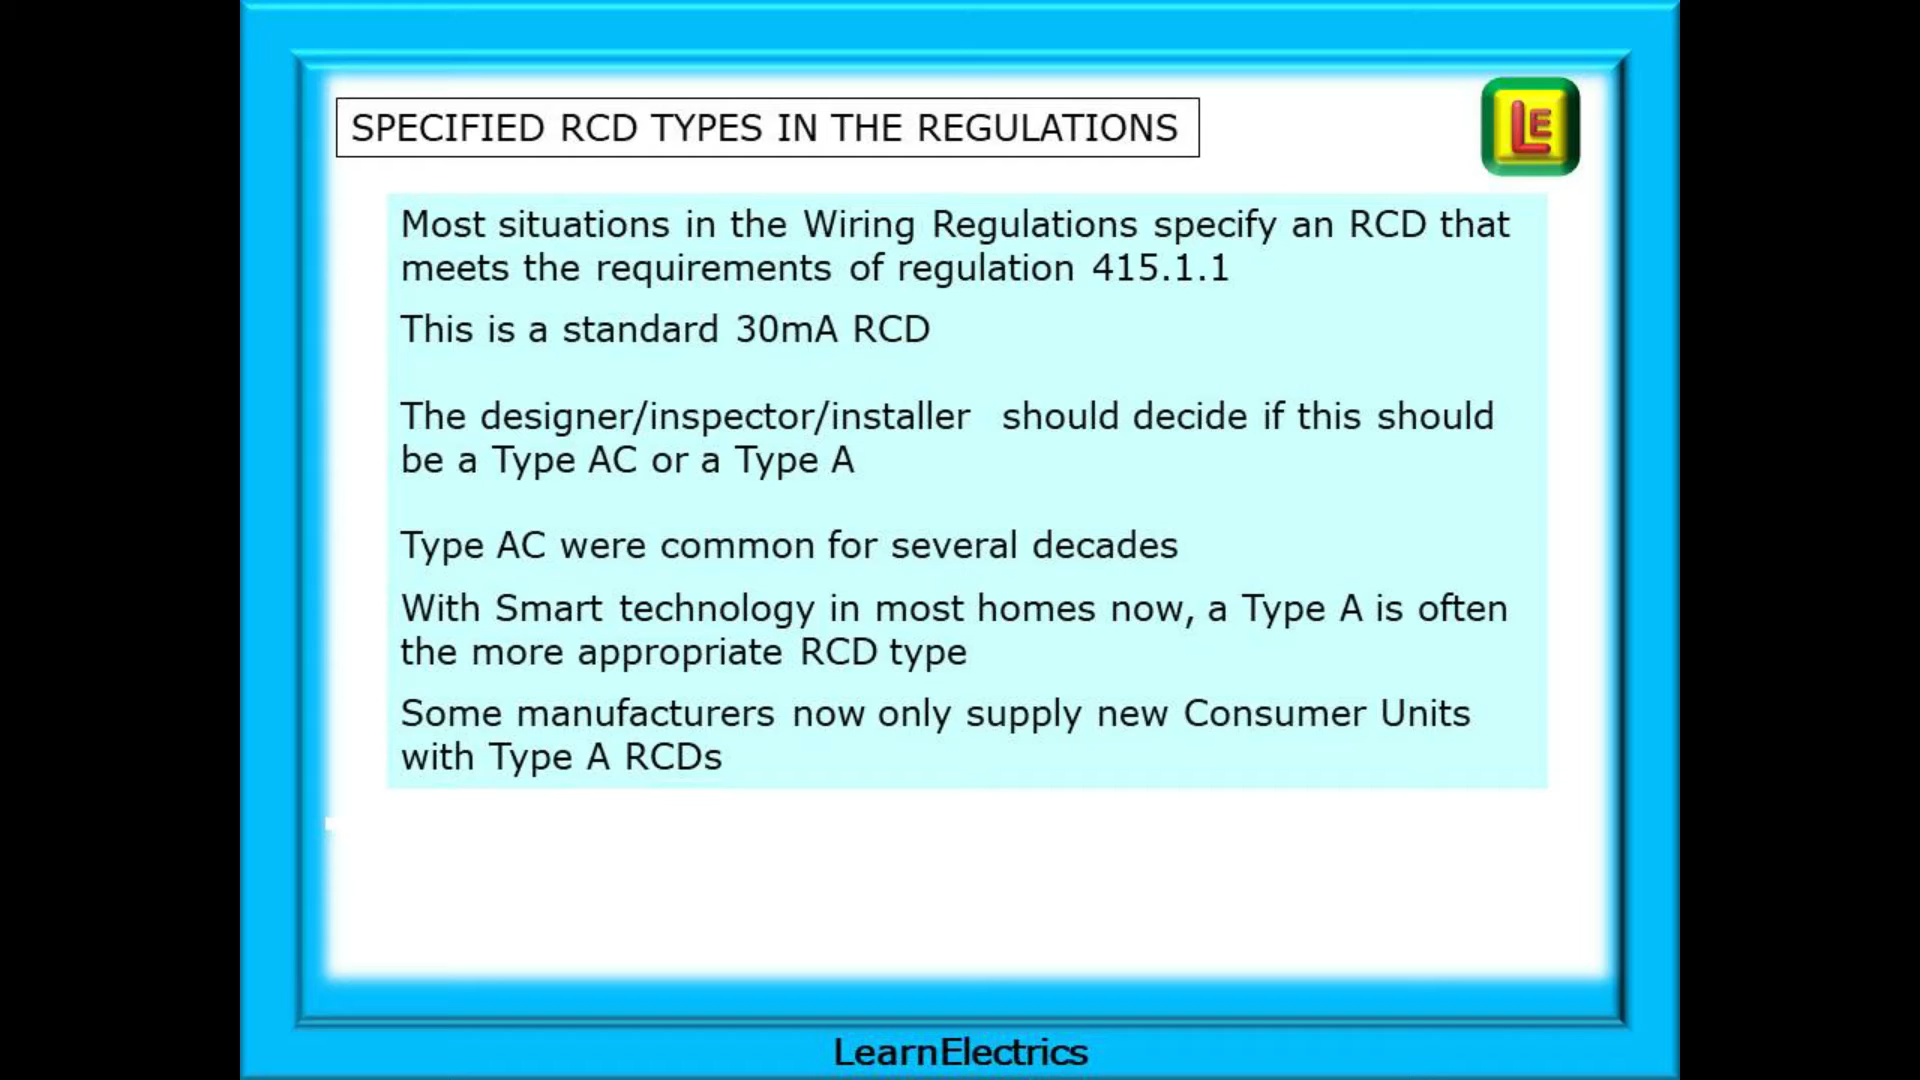 SPECIFIED RCD TYPES IN THE REGULATIONS
LE
Most situations in the Wiring Regulations specify an RCD that
meets the requirements of regulation 415.1.1
This is a standard 30mA RCD
The designer/inspector/installer should decide if this should
be a Type AC or a Type A
Type AC were common for several decades
With Smart technology in most homes now, a Type A is often
the more appropriate RCD type
Some manufacturers now only supply new Consumer Units
with Type A RCDs
LearnElectrics